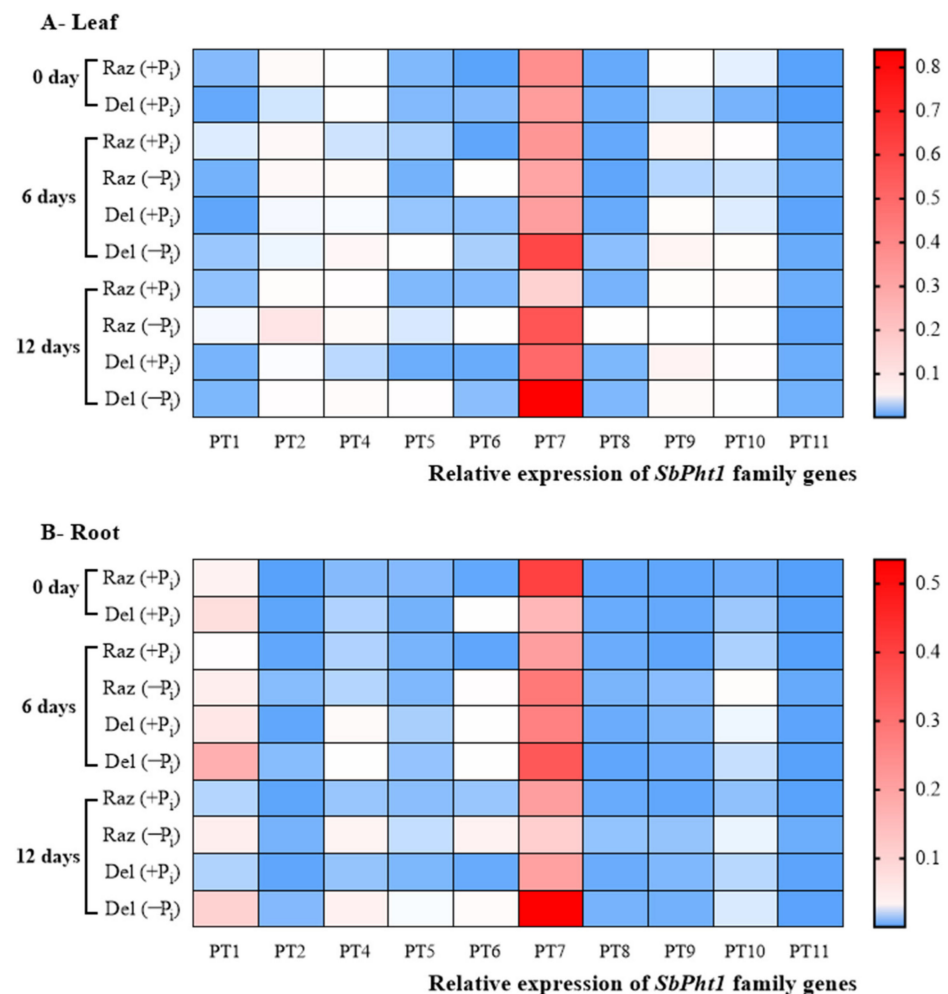 A- Leaf
0 day
Raz (+Pi)
Del (+Pi)
6 days
Raz (+Pi)
Raz (−Pi)
Del (+Pi)
Del (−Pi)
12 days
Raz (+Pi)
Raz (−Pi)
Del (+Pi)
Del (−Pi)
0.8
0.7
0.6
0.5
0.4
0.3
0.2
0.1
PT1 PT2 PT4 PT5 PT6 PT7 PT8 PT9 PT10 PT11
Relative expression of SbPht1 family genes
B- Root
0 day
Raz (+Pi)
Del (+Pi)
6 days
Raz (+Pi)
Raz (−Pi)
Del (+Pi)
Del (−Pi)
12 days
Raz (+Pi)
Raz (−Pi)
Del (+Pi)
Del (−Pi)
0.5
0.4
0.3
0.2
0.1
PT1 PT2 PT4 PT5 PT6 PT7 PT8 PT9 PT10 PT11
Relative expression of SbPht1 family genes